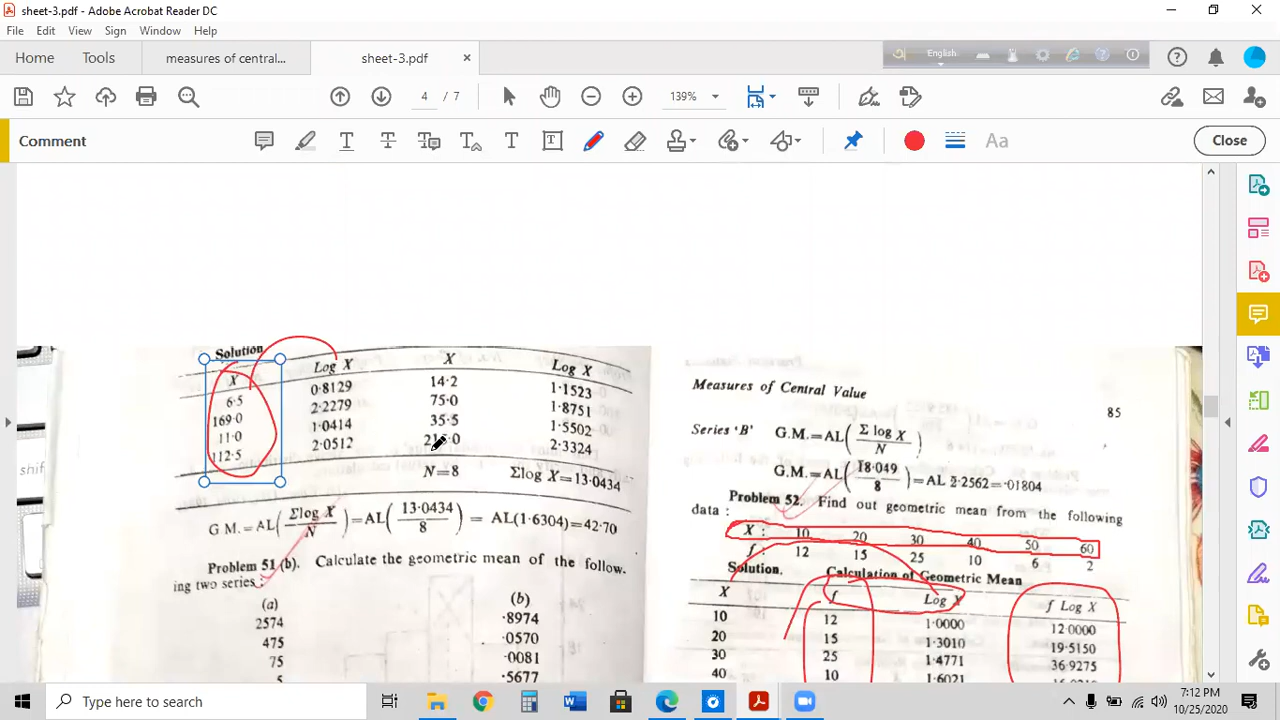 sheet-3.pdf - Adobe Acrobat Reader DC
File Edit View Sign Window Help
Home Tools measures of central... sheet-3.pdf × English
4 / 7 139%
Comment Close
Solution
X Log X X Log X
6·5 0·8129 14·2 1·1523
169·0 2·2279 75·0 1·8751
11·0 1·0414 35·5 1·5502
112·5 2·0512 2·3324
N=8 Σlog X=13·0434
G M.=AL(Σlog X/N)=AL(13·0434/8) = AL(1·6304)=42·70
Problem 51 (b). Calculate the geometric mean of the follow.
ing two series :
(a) (b)
2574 ·8974
475 ·0570
75 ·0081
5 ·5677
Measures of Central Value 85
Series 'B' G.M.=AL(Σ log X/N)
G.M.=AL(18·049/8)=AL 2̄·2562=·01804
Problem 52. Find out geometric mean from the following
data :
X : 10 20 30 40 50 60
f : 12 15 25 10 6 2
Solution. Calculation of Geometric Mean
X f Log X f Log X
10 12 1·0000 12·0000
20 15 1·3010 19·5150
30 25 1·4771 36·9275
40 10 1·6021
shift
Type here to search
7:12 PM
10/25/2020